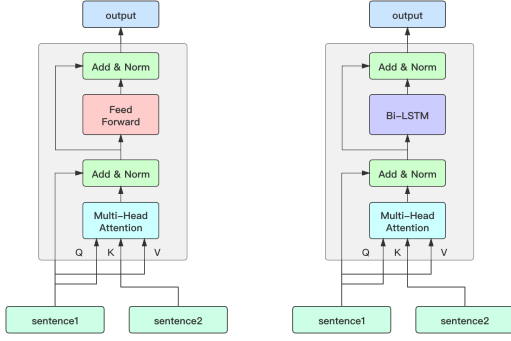 output
Add & Norm
Feed
Forward
Add & Norm
Multi-Head
Attention
Q K V
sentence1
sentence2
output
Add & Norm
Bi-LSTM
Add & Norm
Multi-Head
Attention
Q K V
sentence1
sentence2